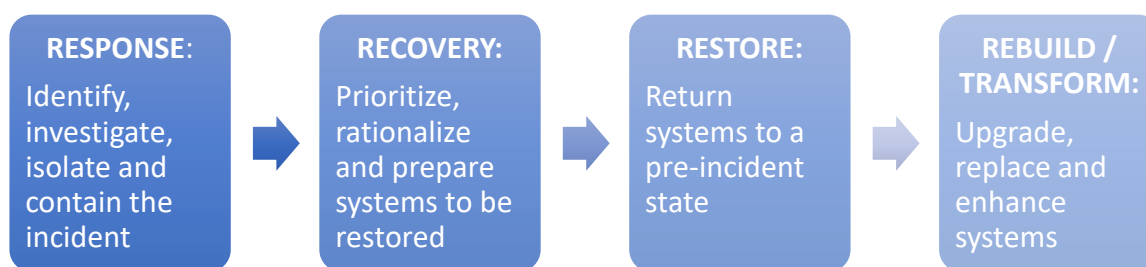 RESPONSE:
Identify,
investigate,
isolate and
contain the
incident
RECOVERY:
Prioritize,
rationalize
and prepare
systems to be
restored
RESTORE:
Return
systems to a
pre-incident
state
REBUILD /
TRANSFORM:
Upgrade,
replace and
enhance
systems